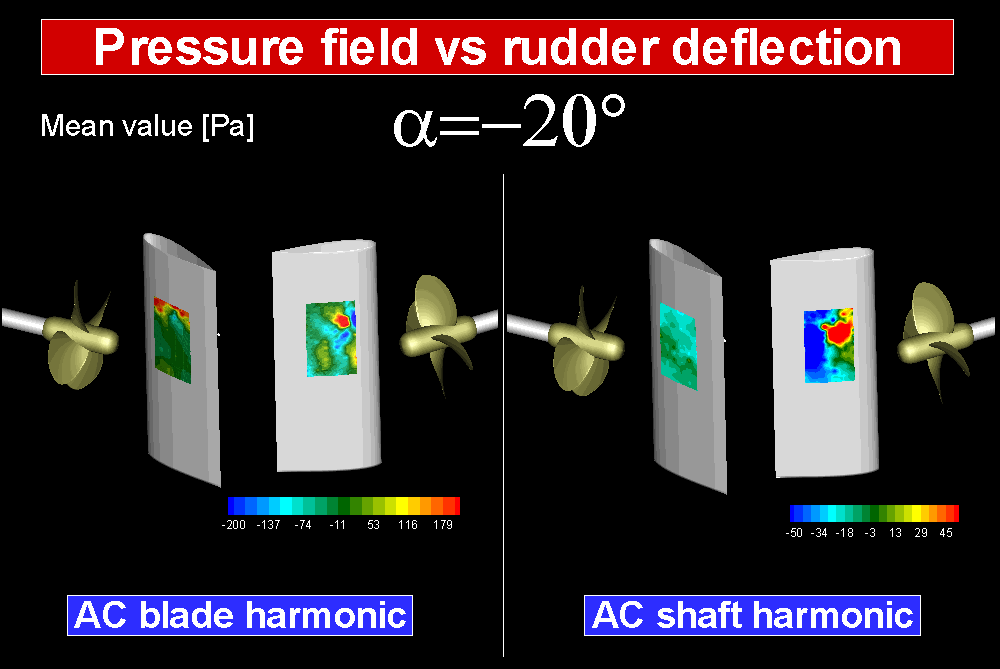 Pressure field vs rudder deflection
Mean value [Pa]
α=−20°
-200 -137 -74 -11 53 116 179
-50 -34 -18 -3 13 29 45
AC blade harmonic
AC shaft harmonic